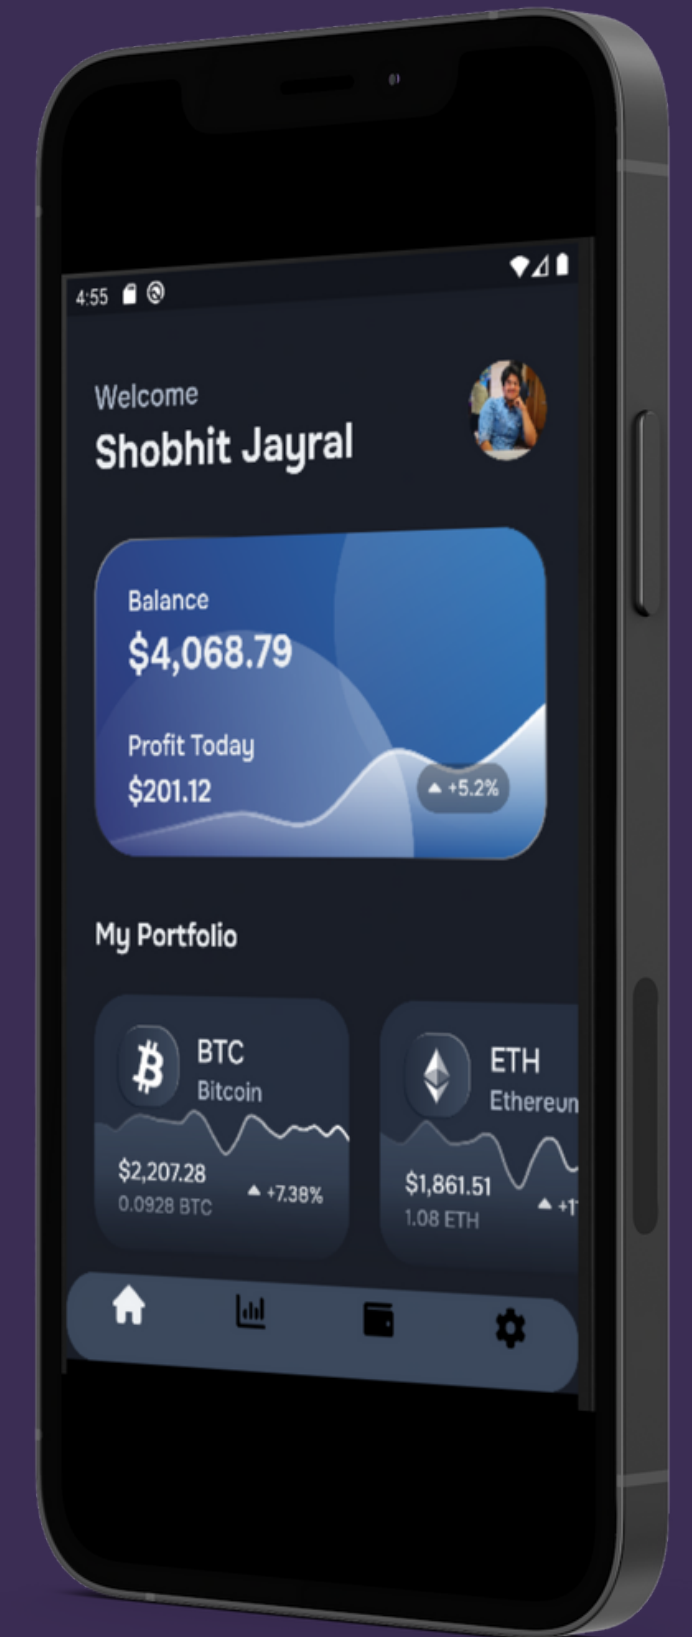 4:55
Welcome
Shobhit Jayral
Balance
$4,068.79
Profit Today
$201.12
+5.2%
My Portfolio
BTC
Bitcoin
$2,207.28
+7.38%
0.0928 BTC
ETH
Ethereum
$1,861.51
1.08 ETH